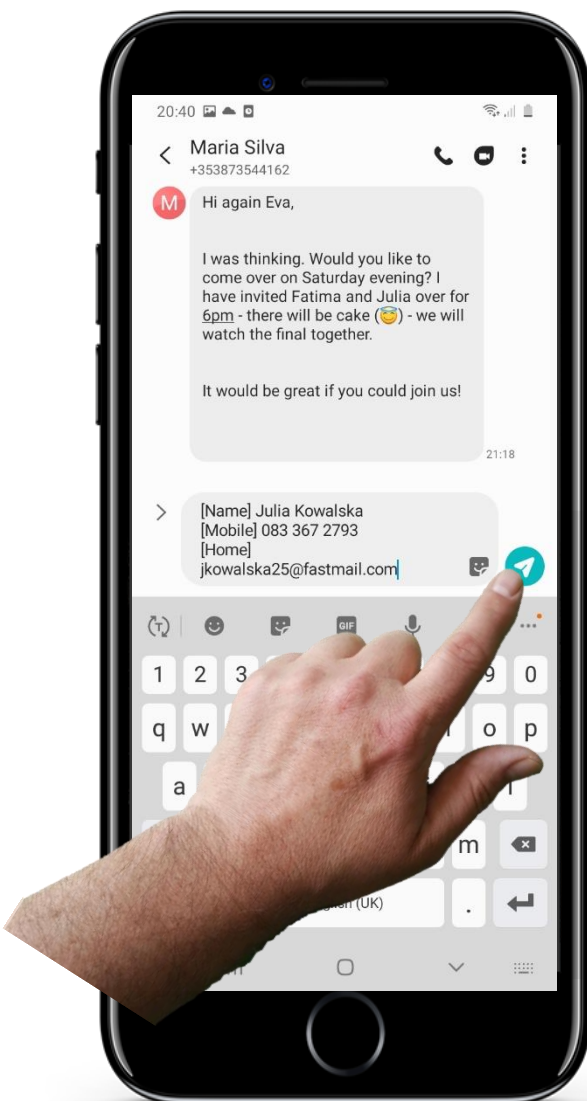 20:40
Maria Silva
+353873544162
M
Hi again Eva,
I was thinking. Would you like to
come over on Saturday evening? I
have invited Fatima and Julia over for
6pm - there will be cake (😇) - we will
watch the final together.
It would be great if you could join us!
21:18
[Name] Julia Kowalska
[Mobile] 083 367 2793
[Home]
jkowalska25@fastmail.com
T
GIF
1 2 3 9 0
q w o p
a
m
(UK) .